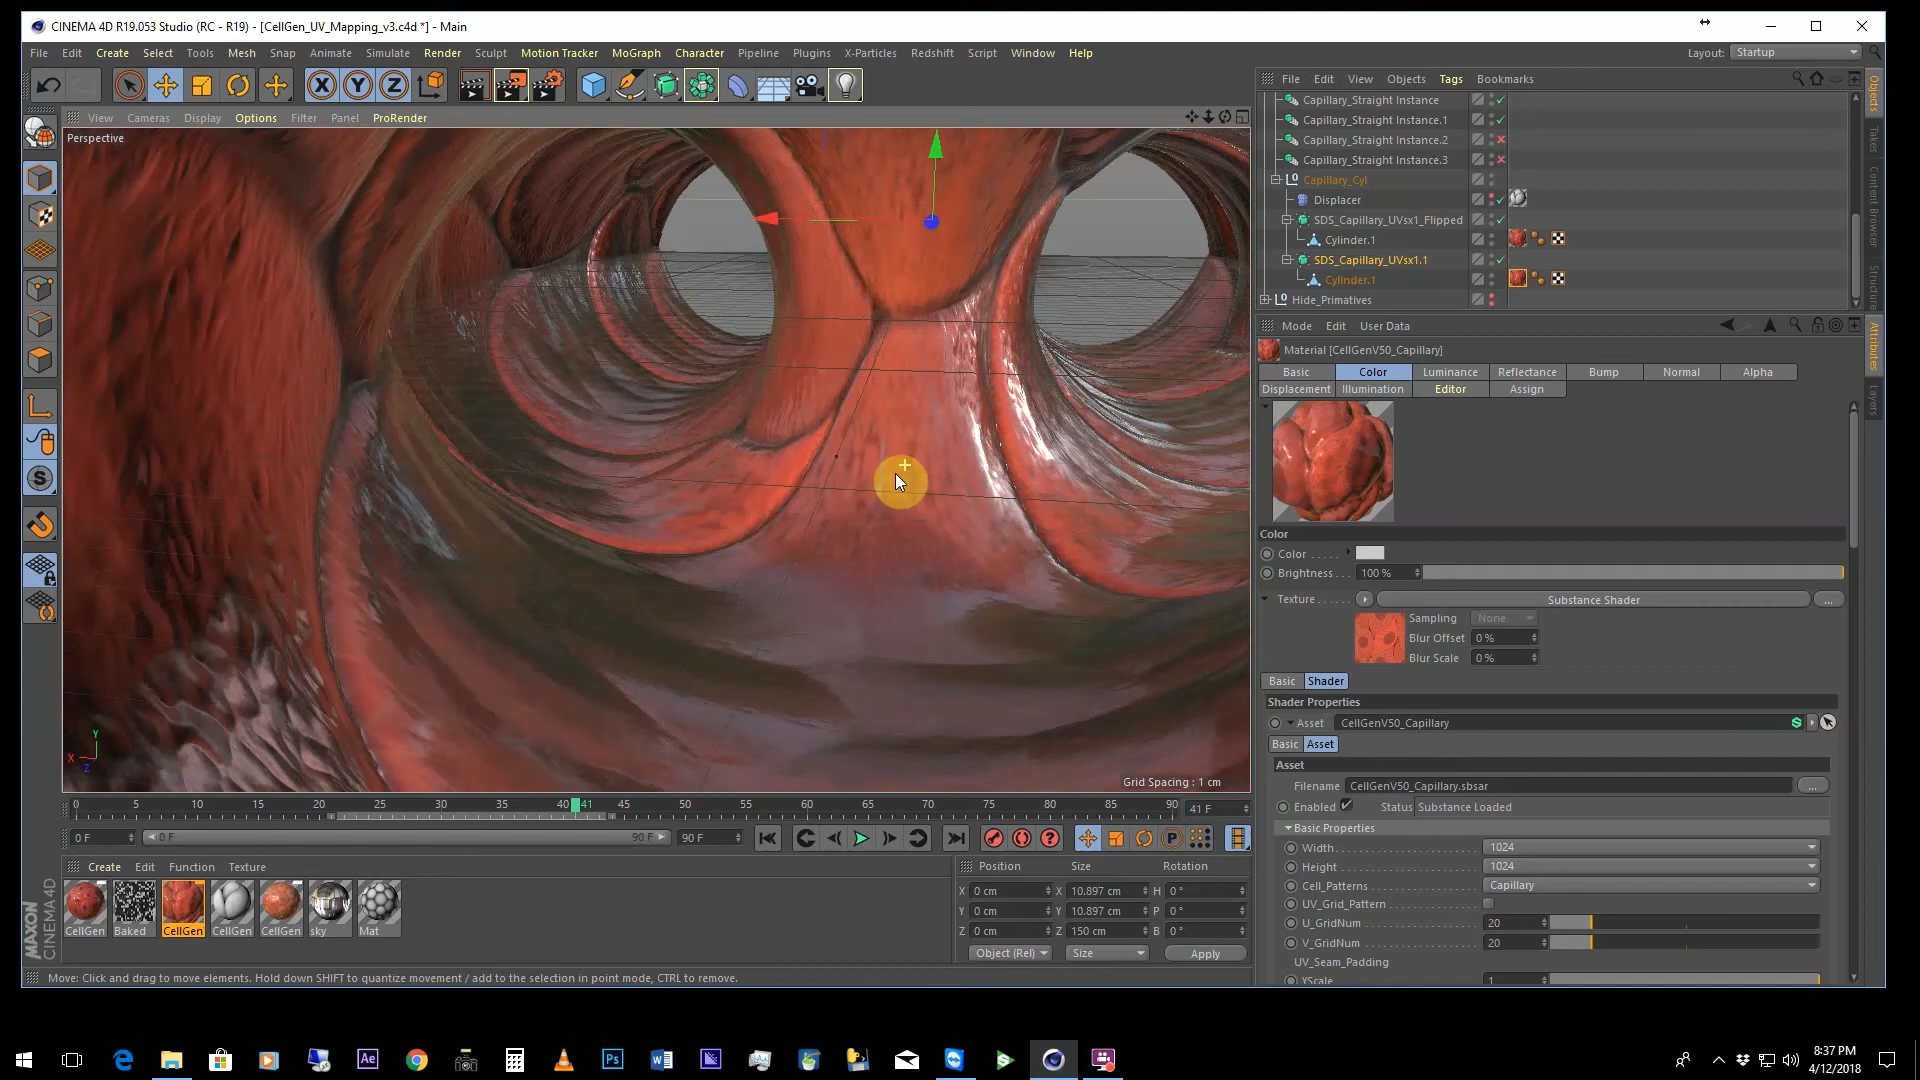 CINEMA 4D R19.053 Studio (RC - R19) - [CellGen_UV_Mapping_v3.c4d *] - Main
File Edit Create Select Tools Mesh Snap Animate Simulate Render Sculpt Motion Tracker MoGraph Character Pipeline Plugins X-Particles Redshift Script Window Help Layout: Startup
X Y Z
File Edit View Objects Tags Bookmarks
View Cameras Display Options Filter Panel ProRender
Perspective
Capillary_Straight Instance
Capillary_Straight Instance.1
Capillary_Straight Instance.2
Capillary_Straight Instance.3
Capillary_Cyl
Displacer
SDS_Capillary_UVsx1_Flipped
Cylinder.1
SDS_Capillary_UVsx1.1
Cylinder.1
Hide_Primatives
Objects
Takes
Content Browser
Structure
Attributes
Layers
Mode Edit User Data
Material [CellGenV50_Capillary]
Basic Color Luminance Reflectance Bump Normal Alpha
Displacement Illumination Editor Assign
Color
Color
Brightness 100 %
Texture Substance Shader ...
Sampling None
Blur Offset 0 %
Blur Scale 0 %
Basic Shader
Shader Properties
Asset CellGenV50_Capillary
Basic Asset
Asset
Filename CellGenV50_Capillary.sbsar ...
Enabled Status Substance Loaded
Basic Properties
Width 1024
Height 1024
Cell_Patterns Capillary
UV_Grid_Pattern
U_GridNum 20
V_GridNum 20
UV_Seam_Padding
YScale 1
Y
X
Z
Grid Spacing : 1 cm
0 5 10 15 20 25 30 35 40 41 45 50 55 60 65 70 75 80 85 90 41 F
0 F 0 F 90 F 90 F
Create Edit Function Texture
CellGen Baked CellGen CellGen CellGen sky Mat
Position Size Rotation
X 0 cm X 10.897 cm H 0 °
Y 0 cm Y 10.897 cm P 0 °
Z 0 cm Z 150 cm B 0 °
Object (Rel) Size Apply
MAXON
CINEMA 4D
Move: Click and drag to move elements. Hold down SHIFT to quantize movement / add to the selection in point mode, CTRL to remove.
8:37 PM
4/12/2018